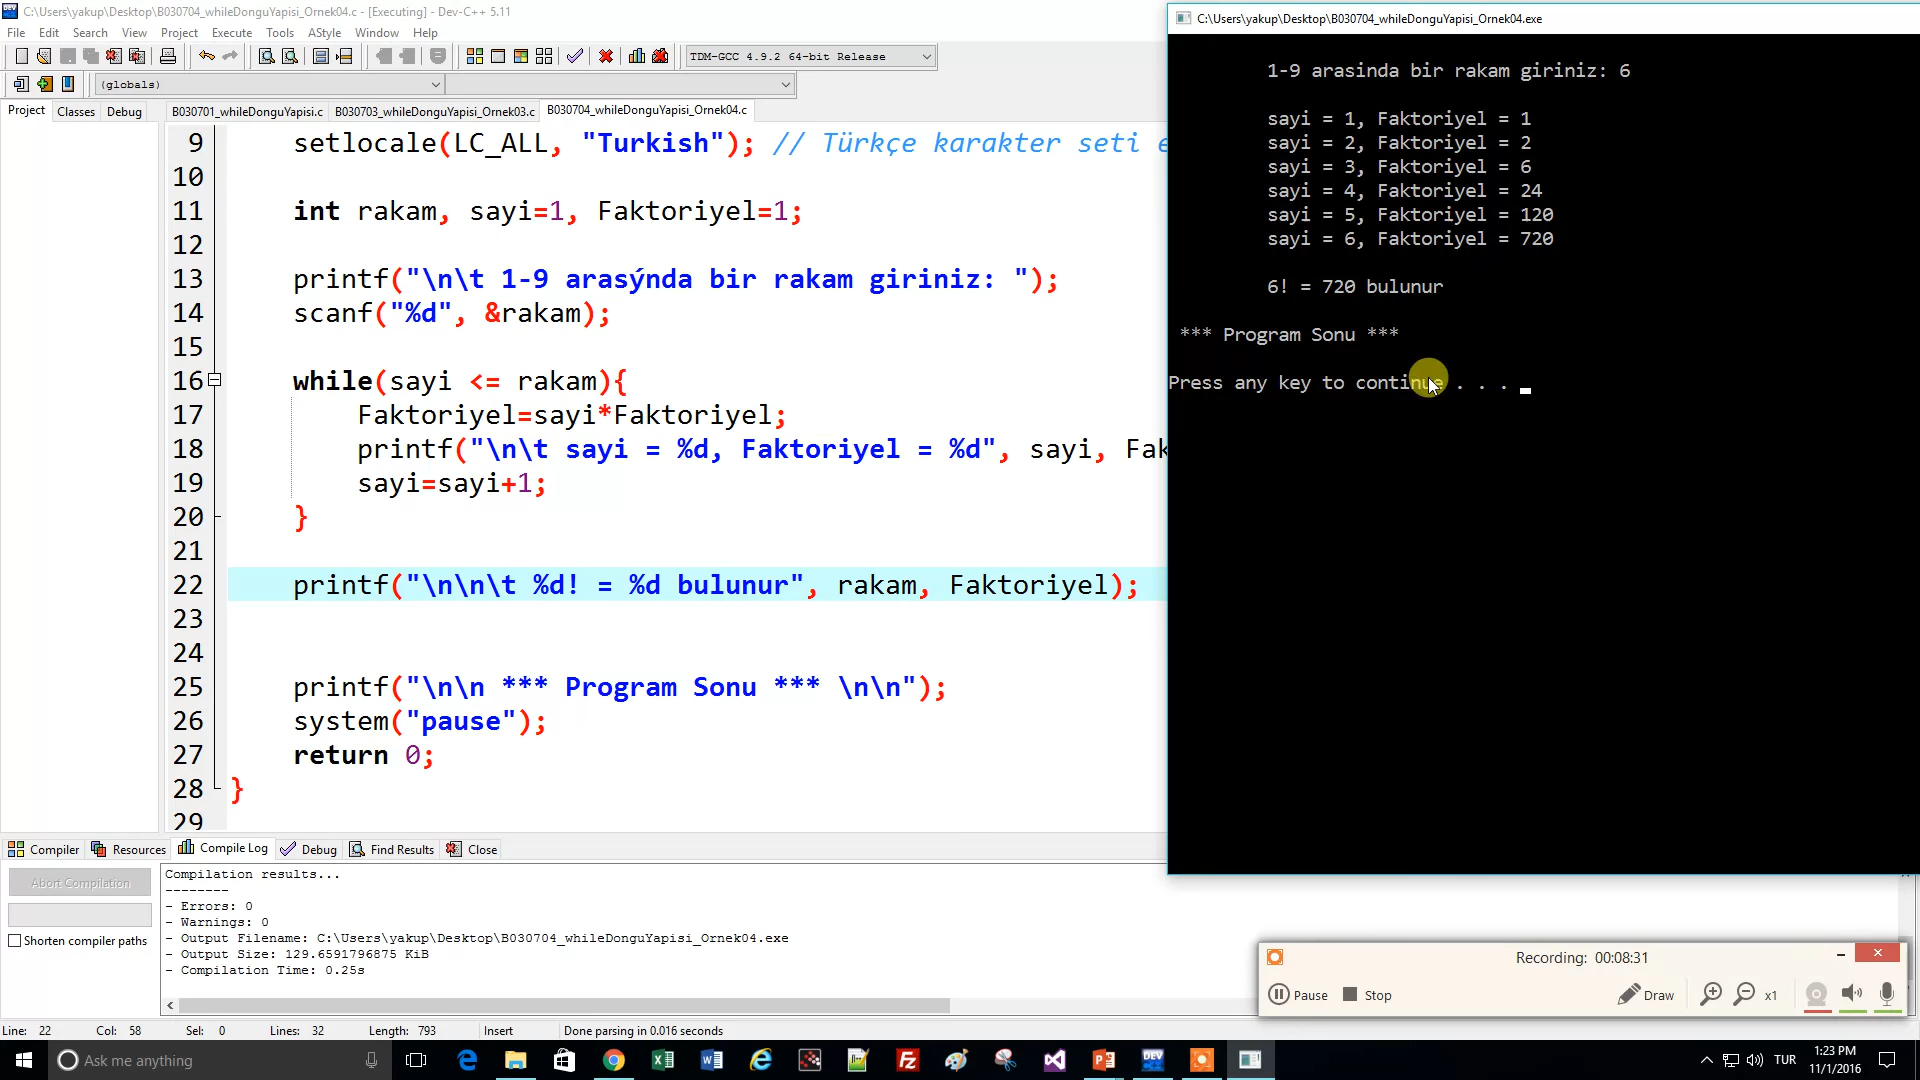 C:\Users\yakup\Desktop\B030704_whileDonguYapisi_Ornek04.c - [Executing] - Dev-C++ 5.11
File Edit Search View Project Execute Tools AStyle Window Help
TDM-GCC 4.9.2 64-bit Release
(globals)
Project Classes Debug
B030701_whileDonguYapisi.c B030703_whileDonguYapisi_Ornek03.c B030704_whileDonguYapisi_Ornek04.c
9 setlocale(LC_ALL, "Turkish"); // Türkçe karakter seti e
10
11 int rakam, sayi=1, Faktoriyel=1;
12
13 printf("\n\t 1-9 arasýnda bir rakam giriniz: ");
14 scanf("%d", &rakam);
15
16 while(sayi <= rakam){
17 Faktoriyel=sayi*Faktoriyel;
18 printf("\n\t sayi = %d, Faktoriyel = %d", sayi, Fak
19 sayi=sayi+1;
20 }
21
22 printf("\n\n\t %d! = %d bulunur", rakam, Faktoriyel);
23
24
25 printf("\n\n *** Program Sonu *** \n\n");
26 system("pause");
27 return 0;
28 }
29
C:\Users\yakup\Desktop\B030704_whileDonguYapisi_Ornek04.exe
1-9 arasinda bir rakam giriniz: 6
sayi = 1, Faktoriyel = 1
sayi = 2, Faktoriyel = 2
sayi = 3, Faktoriyel = 6
sayi = 4, Faktoriyel = 24
sayi = 5, Faktoriyel = 120
sayi = 6, Faktoriyel = 720
6! = 720 bulunur
*** Program Sonu ***
Press any key to continue . . .
Compiler Resources Compile Log Debug Find Results Close
Abort Compilation
Shorten compiler paths
Compilation results...
--------
- Errors: 0
- Warnings: 0
- Output Filename: C:\Users\yakup\Desktop\B030704_whileDonguYapisi_Ornek04.exe
- Output Size: 129.6591796875 KiB
- Compilation Time: 0.25s
Recording: 00:08:31
Pause Stop Draw x1
Line: 22 Col: 58 Sel: 0 Lines: 32 Length: 793 Insert Done parsing in 0.016 seconds
Ask me anything
TUR
1:23 PM
11/1/2016